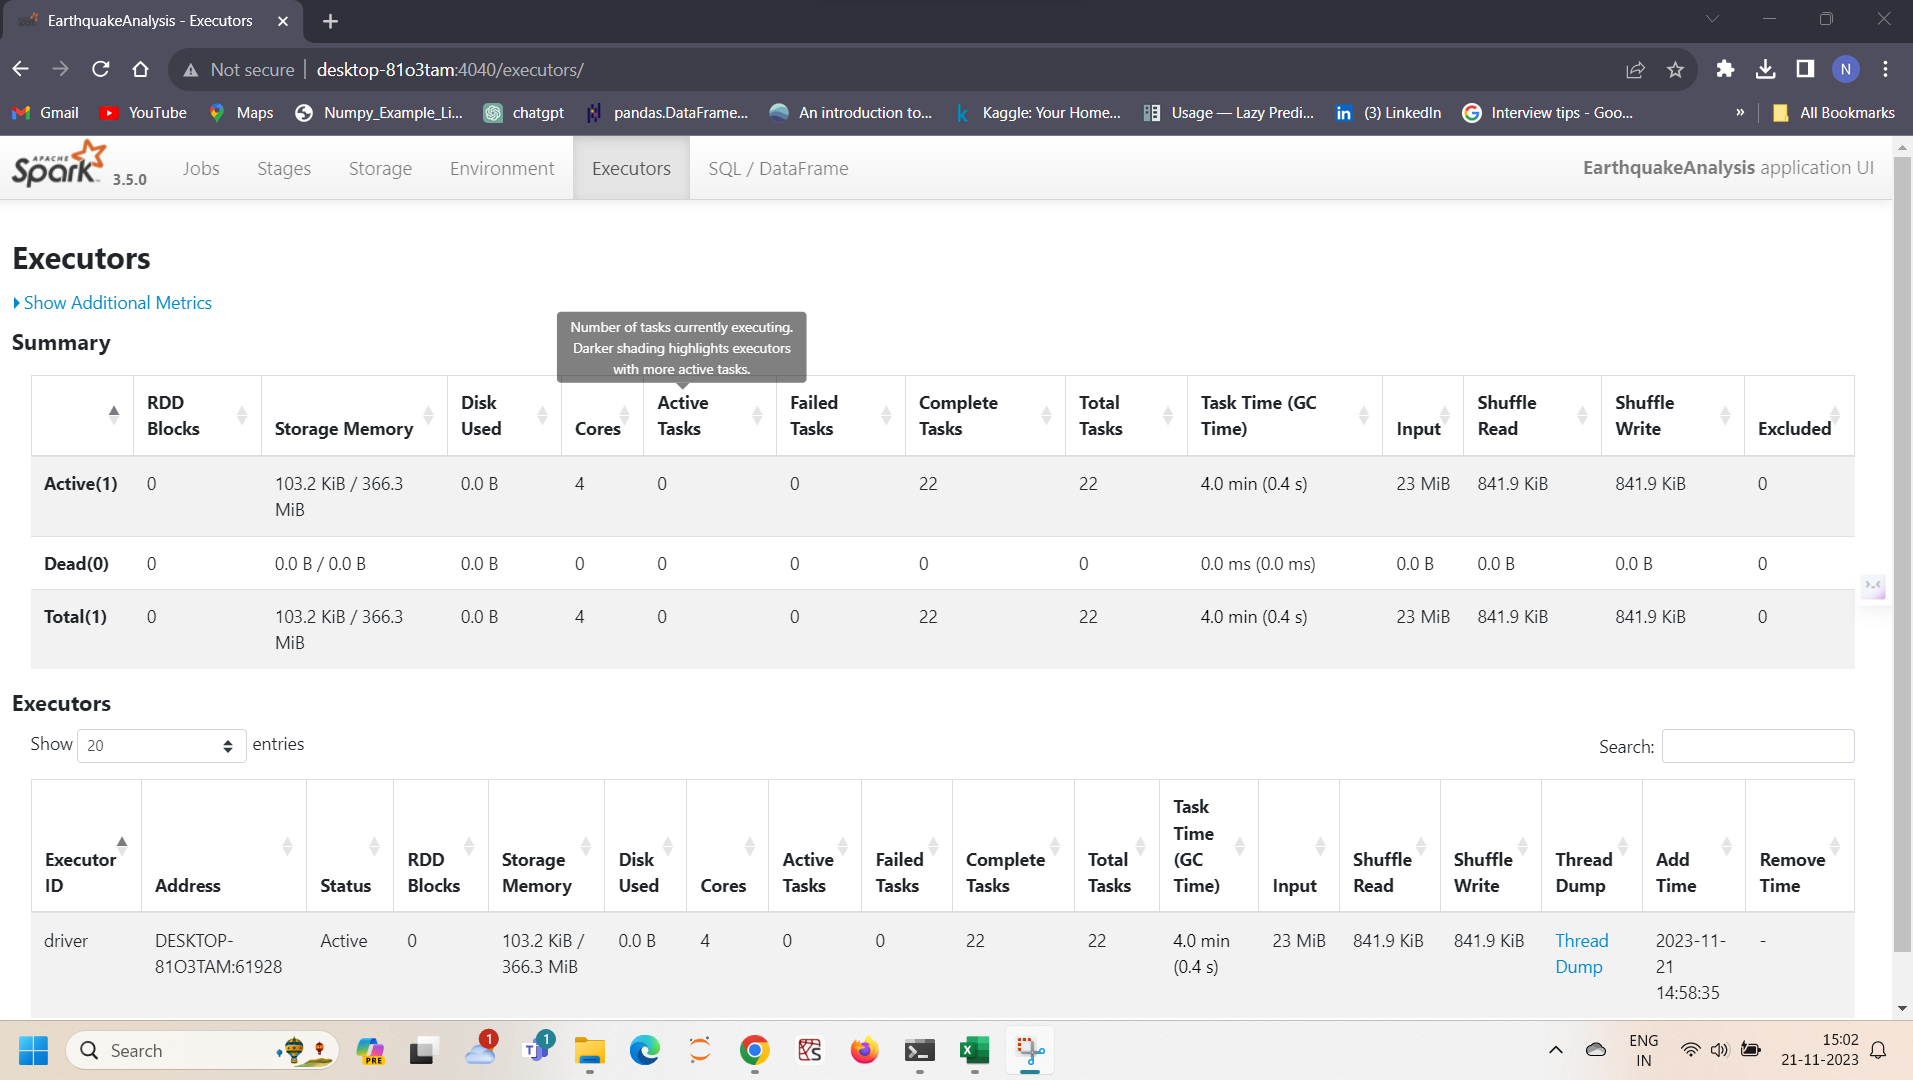 EarthquakeAnalysis - Executors
Not secure desktop-81o3tam:4040/executors/
N
Gmail YouTube Maps Numpy_Example_Li... chatgpt pandas.DataFrame... An introduction to... Kaggle: Your Home... Usage — Lazy Predi... (3) LinkedIn Interview tips - Goo... » All Bookmarks
APACHE Spark 3.5.0 Jobs Stages Storage Environment Executors SQL / DataFrame EarthquakeAnalysis application UI
Executors
Show Additional Metrics
Summary
Number of tasks currently executing.
Darker shading highlights executors
with more active tasks.
RDD Blocks Storage Memory Disk Used Cores Active Tasks Failed Tasks Complete Tasks Total Tasks Task Time (GC Time) Input Shuffle Read Shuffle Write Excluded
Active(1) 0 103.2 KiB / 366.3 MiB 0.0 B 4 0 0 22 22 4.0 min (0.4 s) 23 MiB 841.9 KiB 841.9 KiB 0
Dead(0) 0 0.0 B / 0.0 B 0.0 B 0 0 0 0 0 0.0 ms (0.0 ms) 0.0 B 0.0 B 0.0 B 0
Total(1) 0 103.2 KiB / 366.3 MiB 0.0 B 4 0 0 22 22 4.0 min (0.4 s) 23 MiB 841.9 KiB 841.9 KiB 0
Executors
Show 20 entries Search:
Executor ID Address Status RDD Blocks Storage Memory Disk Used Cores Active Tasks Failed Tasks Complete Tasks Total Tasks Task Time (GC Time) Input Shuffle Read Shuffle Write Thread Dump Add Time Remove Time
driver DESKTOP-81O3TAM:61928 Active 0 103.2 KiB / 366.3 MiB 0.0 B 4 0 0 22 22 4.0 min (0.4 s) 23 MiB 841.9 KiB 841.9 KiB Thread Dump 2023-11-21 14:58:35 -
Search PRE 1 1 ENG IN 15:02 21-11-2023